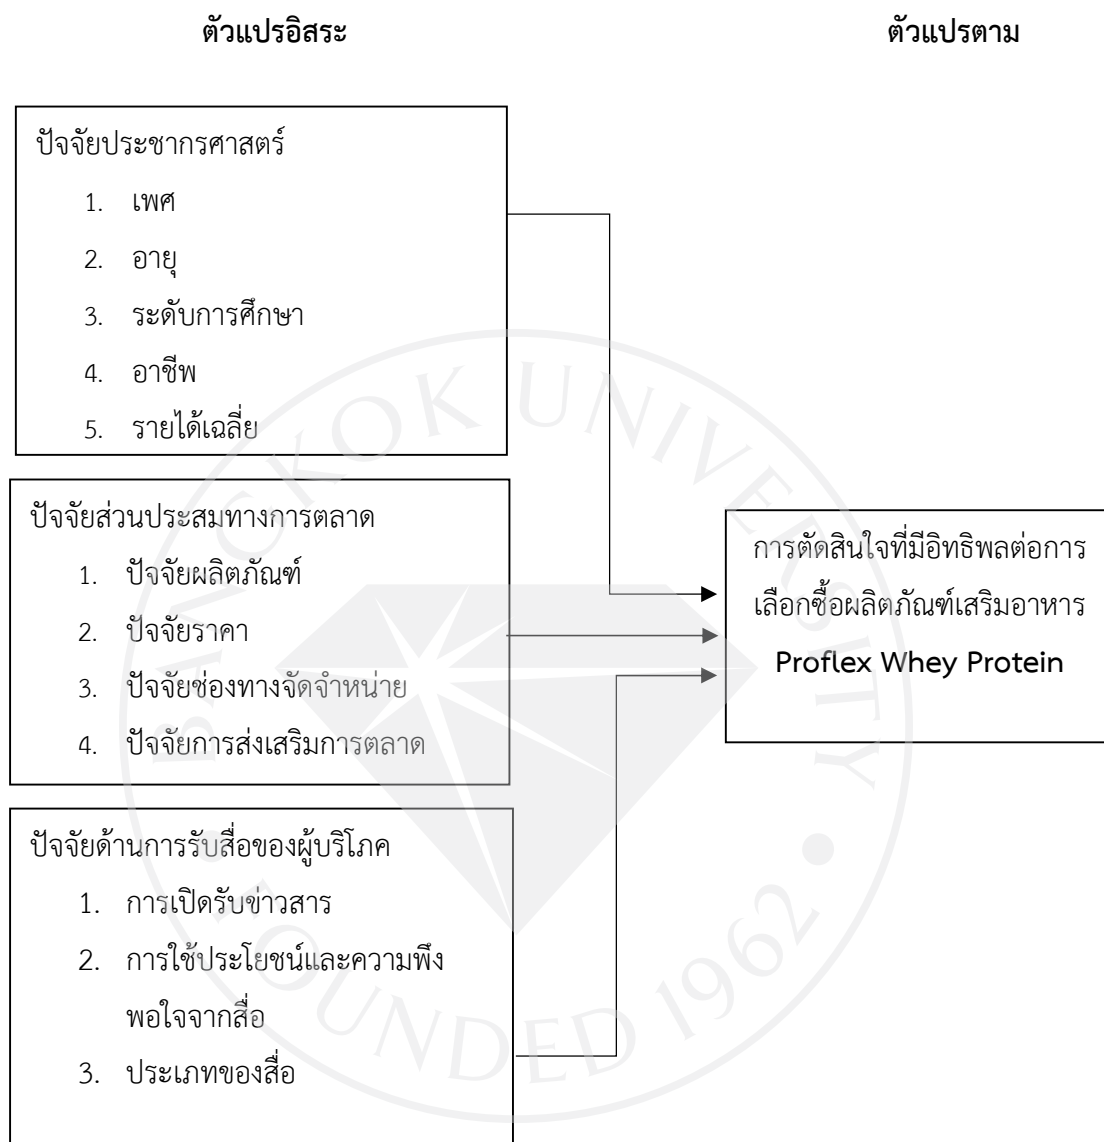 ตัวแปรอิสระ
ตัวแปรตาม
ปัจจัยประชากรศาสตร์
1. เพศ
2. อายุ
3. ระดับการศึกษา
4. อาชีพ
5. รายได้เฉลี่ย
ปัจจัยส่วนประสมทางการตลาด
1. ปัจจัยผลิตภัณฑ์
2. ปัจจัยราคา
3. ปัจจัยช่องทางจัดจำหน่าย
4. ปัจจัยการส่งเสริมการตลาด
ปัจจัยด้านการรับสื่อของผู้บริโภค
1. การเปิดรับข่าวสาร
2. การใช้ประโยชน์และความพึง
พอใจจากสื่อ
3. ประเภทของสื่อ
การตัดสินใจที่มีอิทธิพลต่อการ
เลือกซื้อผลิตภัณฑ์เสริมอาหาร
Proflex Whey Protein
BANGKOK UNIVERSITY
FOUNDED 1962